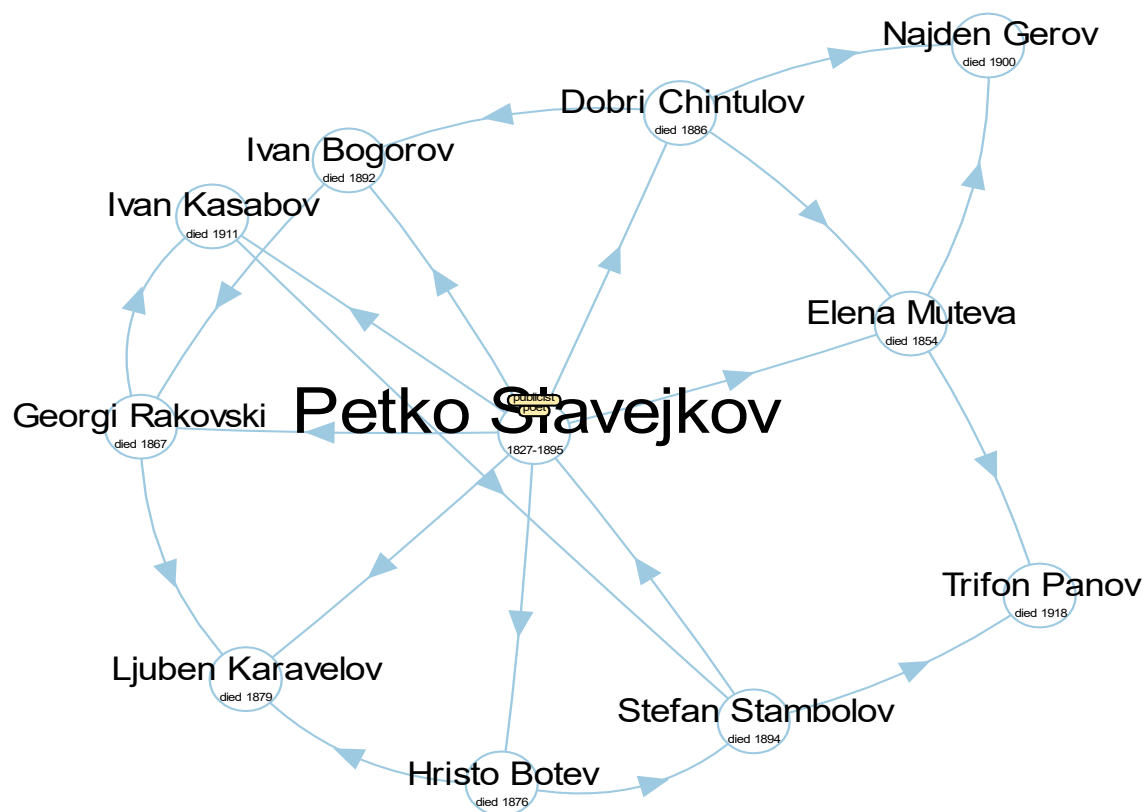 Najden Gerov
died 1900
Dobri Chintulov
died 1886
Ivan Bogorov
died 1892
Ivan Kasabov
died 1911
Elena Muteva
died 1854
Petko Slavejkov
publicist
poet
1827-1895
Georgi Rakovski
died 1867
Trifon Panov
died 1918
Ljuben Karavelov
died 1879
Stefan Stambolov
died 1894
Hristo Botev
died 1876